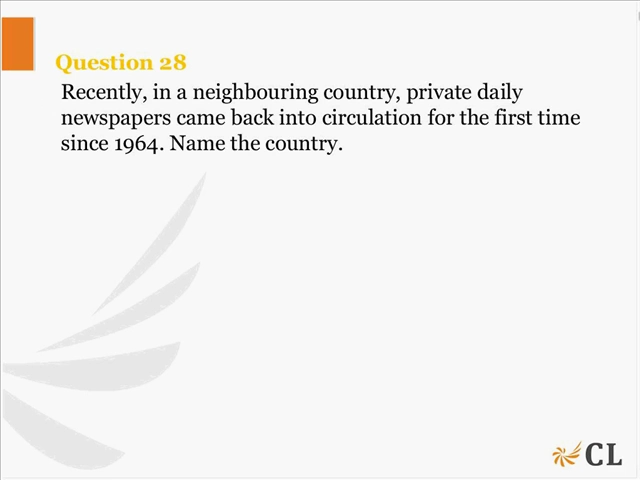 Question 28
Recently, in a neighbouring country, private daily
newspapers came back into circulation for the first time
since 1964. Name the country.
CL